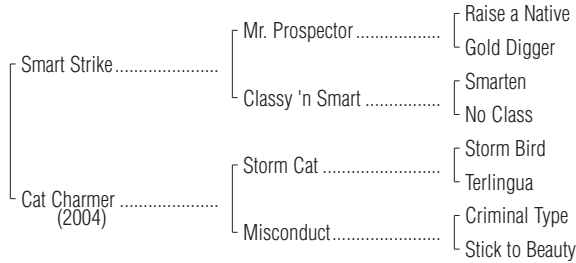 Raise a Native
Mr. Prospector ..................
Gold Digger
Smart Strike ......................
Smarten
Classy 'n Smart ................
No Class
Storm Bird
Storm Cat .........................
Terlingua
Cat Charmer .....................
(2004)
Criminal Type
Misconduct .......................
Stick to Beauty